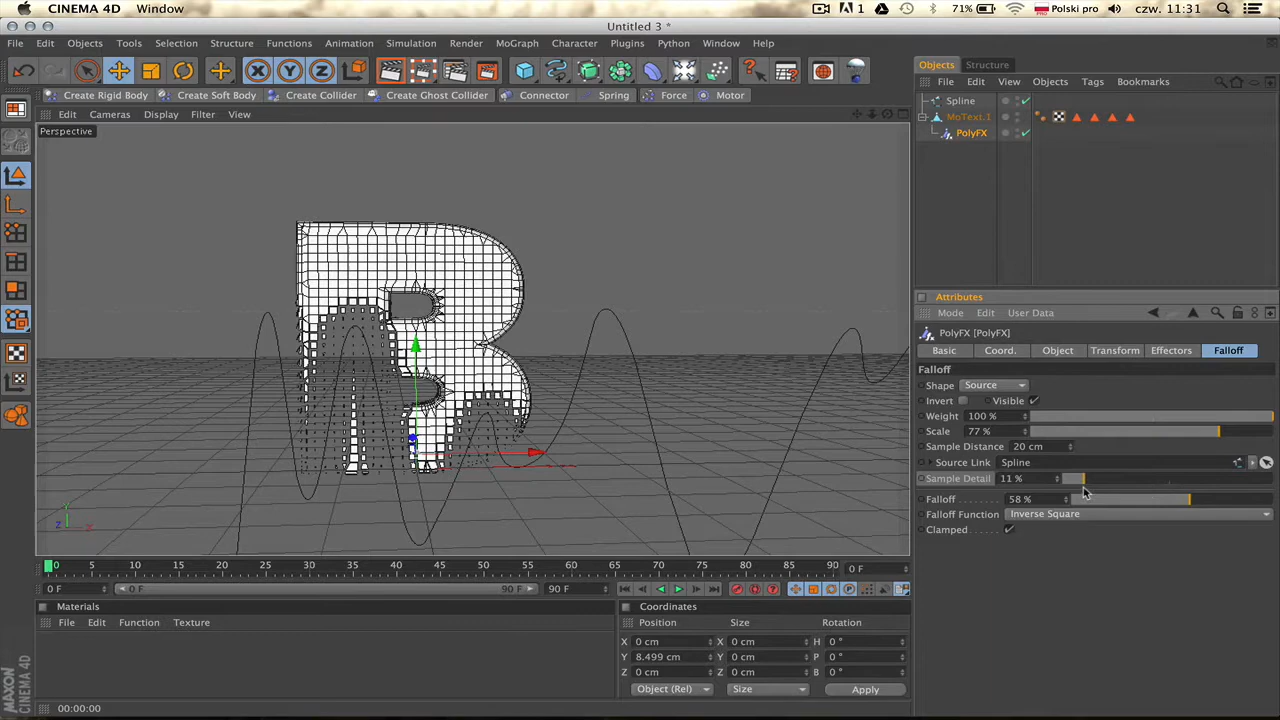 CINEMA 4D Window 1 71% Polski pro czw. 11:31
Untitled 3 *
File Edit Objects Tools Selection Structure Functions Animation Simulation Render MoGraph Character Plugins Python Window Help
Create Rigid Body Create Soft Body Create Collider Create Ghost Collider Connector Spring Force Motor
Edit Cameras Display Filter View
Perspective
R
Y
Z X
0 5 10 15 20 25 30 35 40 45 50 55 60 65 70 75 80 85 90 0 F
0 F 0 F 90 F 90 F
Materials
File Edit Function Texture
Coordinates
Position Size Rotation
X 0 cm X 0 cm H 0 °
Y 8.499 cm Y 0 cm P 0 °
Z 0 cm Z 0 cm B 0 °
Object (Rel) Size Apply
00:00:00
MAXON
CINEMA 4D
Objects Structure
File Edit View Objects Tags Bookmarks
Spline
MoText.1
PolyFX
Attributes
Mode Edit User Data
PolyFX [PolyFX]
Basic Coord. Object Transform Effectors Falloff
Falloff
Shape Source
Invert Visible
Weight 100 %
Scale 77 %
Sample Distance 20 cm
Source Link Spline
Sample Detail 11 %
Falloff 58 %
Falloff Function Inverse Square
Clamped